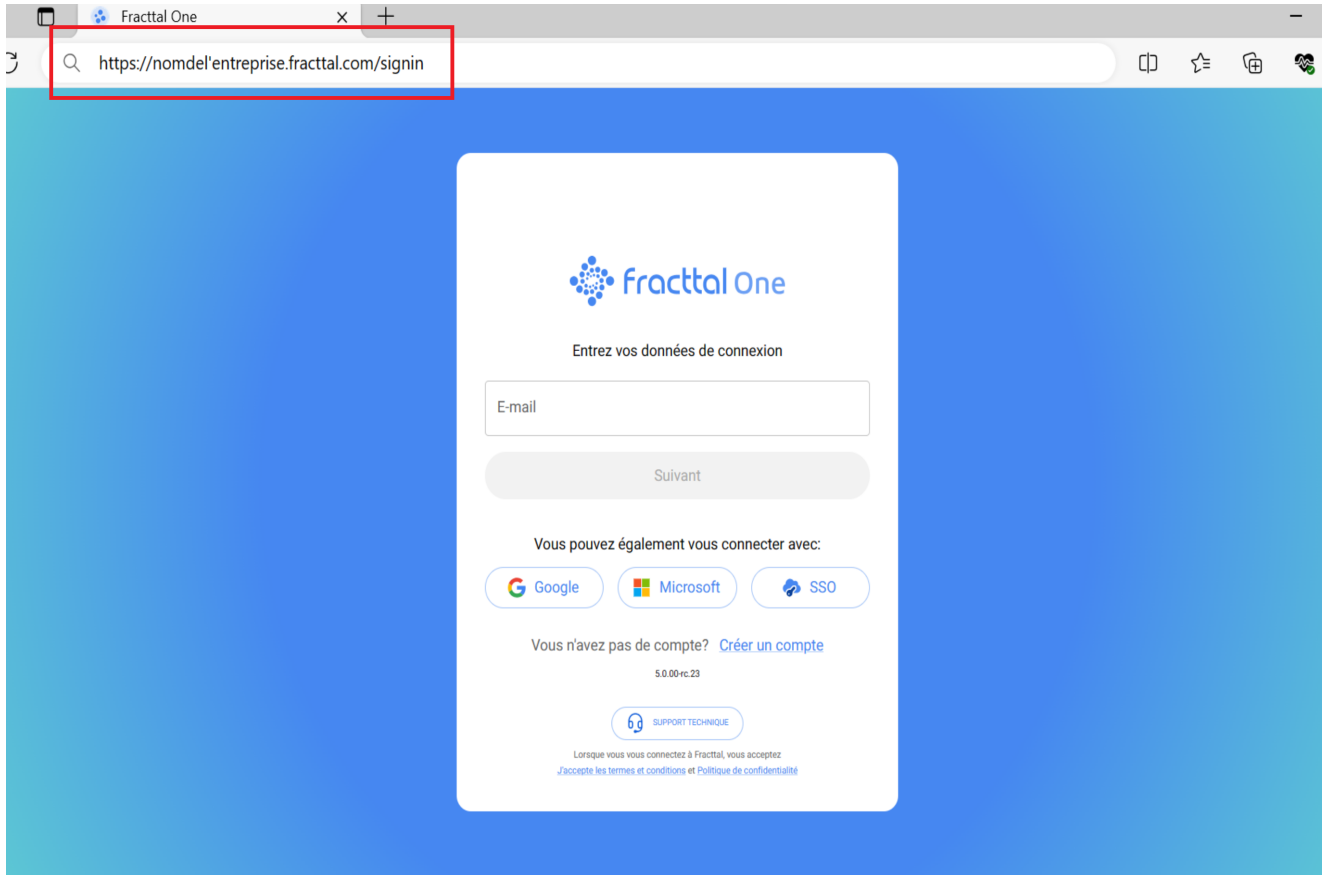 Fracttal One
https://nomdel'entreprise.fracttal.com/signin
fracttal One
Entrez vos données de connexion
E-mail
Suivant
Vous pouvez également vous connecter avec:
Google Microsoft SSO
Vous n'avez pas de compte? Créer un compte
5.0.00-rc.23
SUPPORT TECHNIQUE
Lorsque vous vous connectez à Fracttal, vous acceptez
J'accepte les termes et conditions et Politique de confidentialité